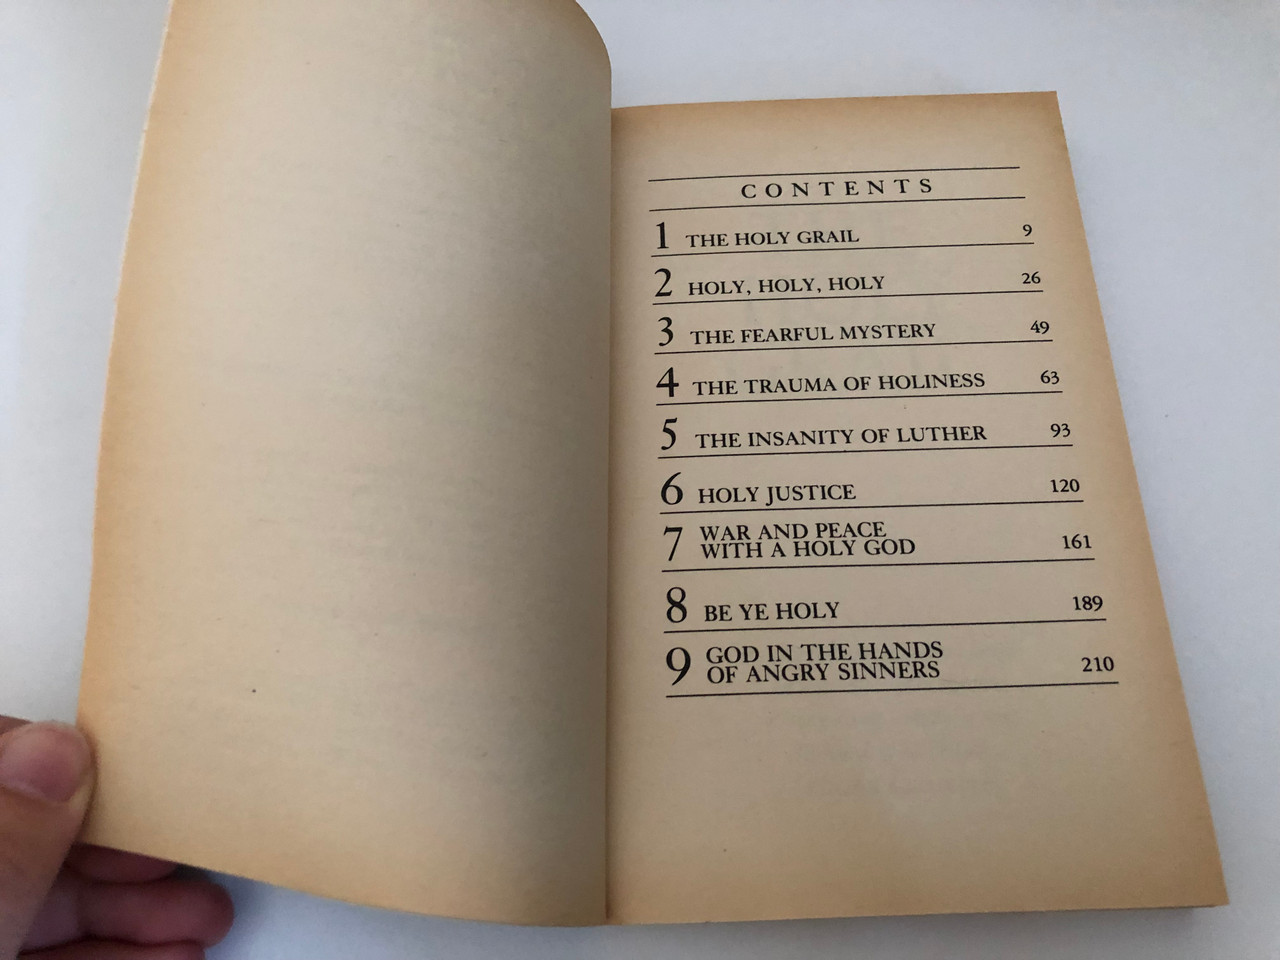 CONTENTS
1 THE HOLY GRAIL 9
2 HOLY, HOLY, HOLY 26
3 THE FEARFUL MYSTERY 49
4 THE TRAUMA OF HOLINESS 63
5 THE INSANITY OF LUTHER 93
6 HOLY JUSTICE 120
7 WAR AND PEACE
WITH A HOLY GOD 161
8 BE YE HOLY 189
9 GOD IN THE HANDS
OF ANGRY SINNERS 210